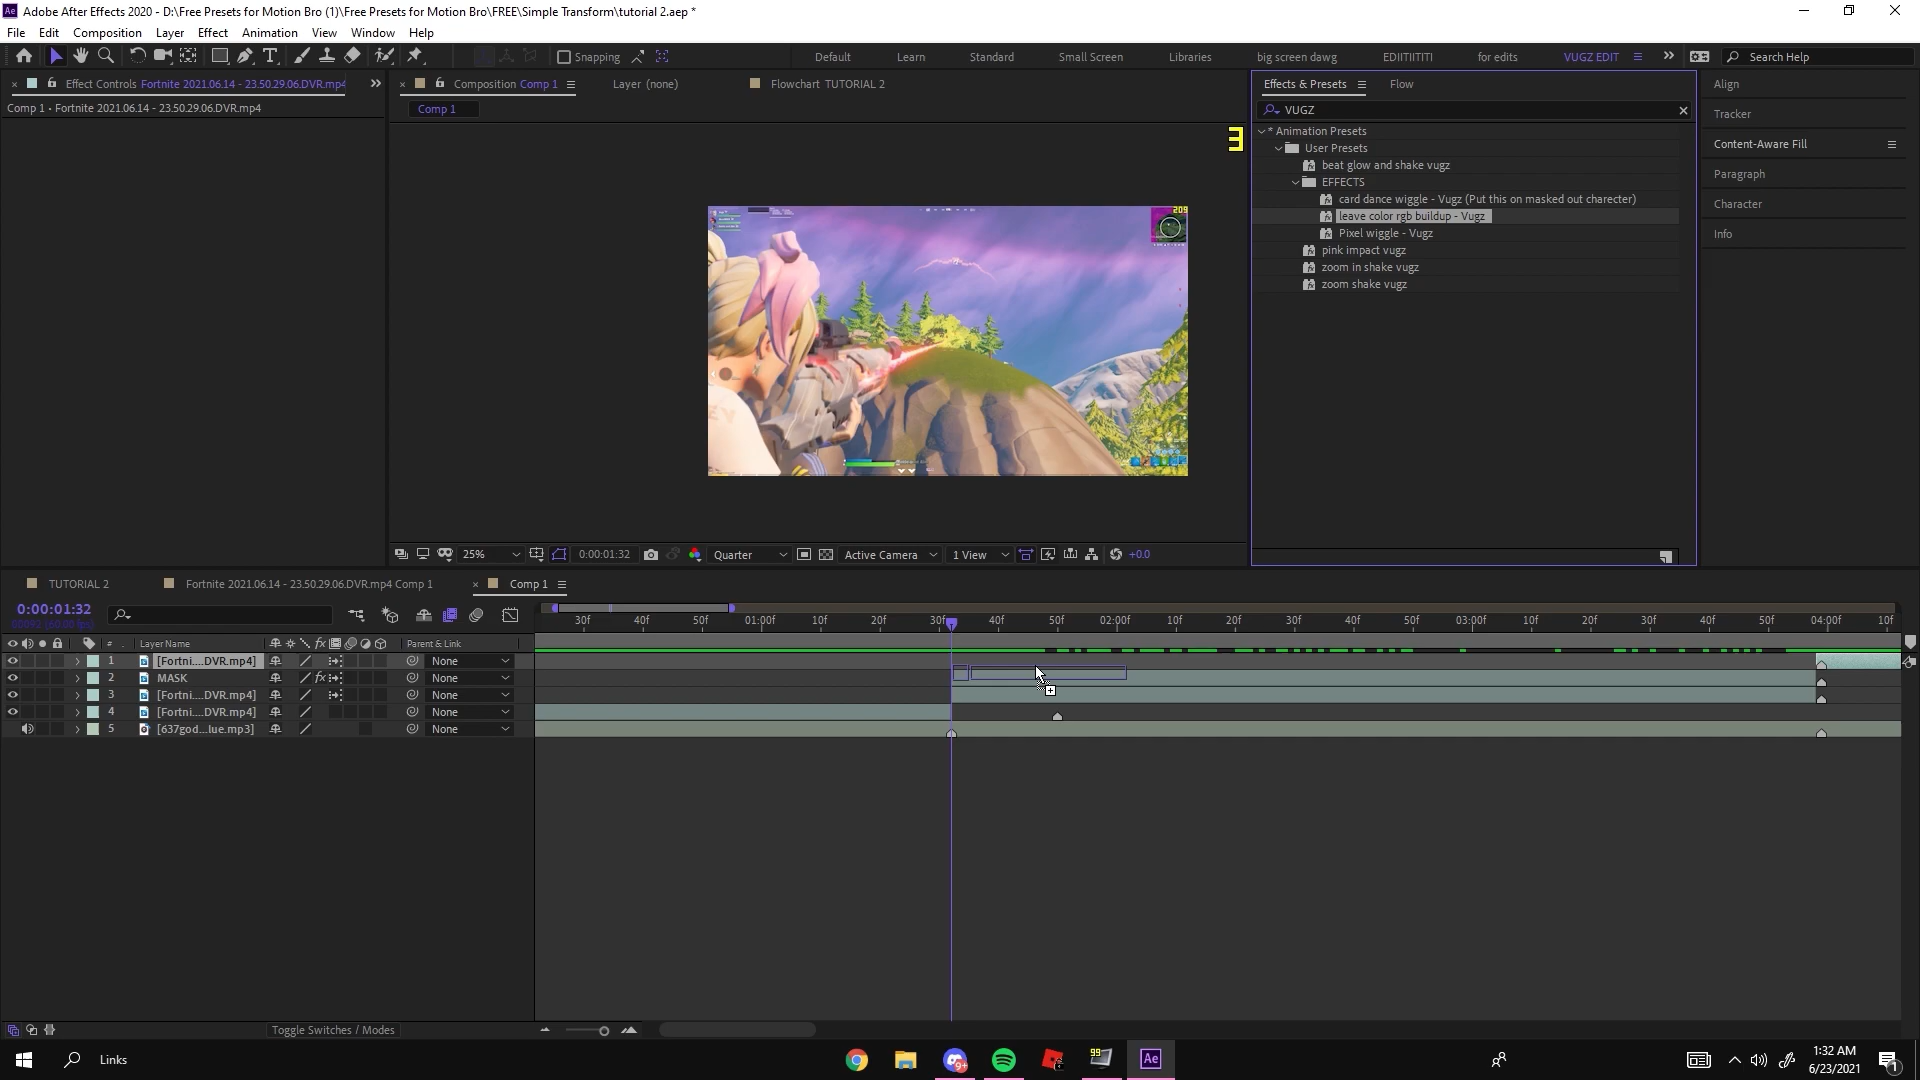 Ae Adobe After Effects 2020 - D:\Free Presets for Motion Bro (1)\Free Presets for Motion Bro\FREE\Simple Transform\tutorial 2.aep *
File Edit Composition Layer Effect Animation View Window Help
Snapping Default Learn Standard Small Screen Libraries big screen dawg EDIITIITITI for edits VUGZ EDIT Search Help
Effect Controls Fortnite 2021.06.14 - 23.50.29.06.DVR.mp4
Composition Comp 1 Layer (none) Flowchart TUTORIAL 2
Effects & Presets Flow
Align
Comp 1 • Fortnite 2021.06.14 - 23.50.29.06.DVR.mp4
Comp 1
VUGZ
* Animation Presets
User Presets
beat glow and shake vugz
EFFECTS
card dance wiggle - Vugz (Put this on masked out charecter)
leave color rgb buildup - Vugz
Pixel wiggle - Vugz
pink impact vugz
zoom in shake vugz
zoom shake vugz
Tracker
Content-Aware Fill
Paragraph
Character
Info
3
209
25% 0:00:01:32 Quarter Active Camera 1 View +0.0
TUTORIAL 2 Fortnite 2021.06.14 - 23.50.29.06.DVR.mp4 Comp 1 Comp 1
0:00:01:32
00092 (60.00 fps)
30f 40f 50f 01:00f 10f 20f 30f 40f 50f 02:00f 10f 20f 30f 40f 50f 03:00f 10f 20f 30f 40f 50f 04:00f 10f
# Layer Name fx Parent & Link
1 [Fortni....DVR.mp4] None
2 MASK fx None
3 [Fortni....DVR.mp4] None
4 [Fortni....DVR.mp4] None
5 [637god...lue.mp3] None
Toggle Switches / Modes
Links
9+
99
Ae
1:32 AM
6/23/2021
1